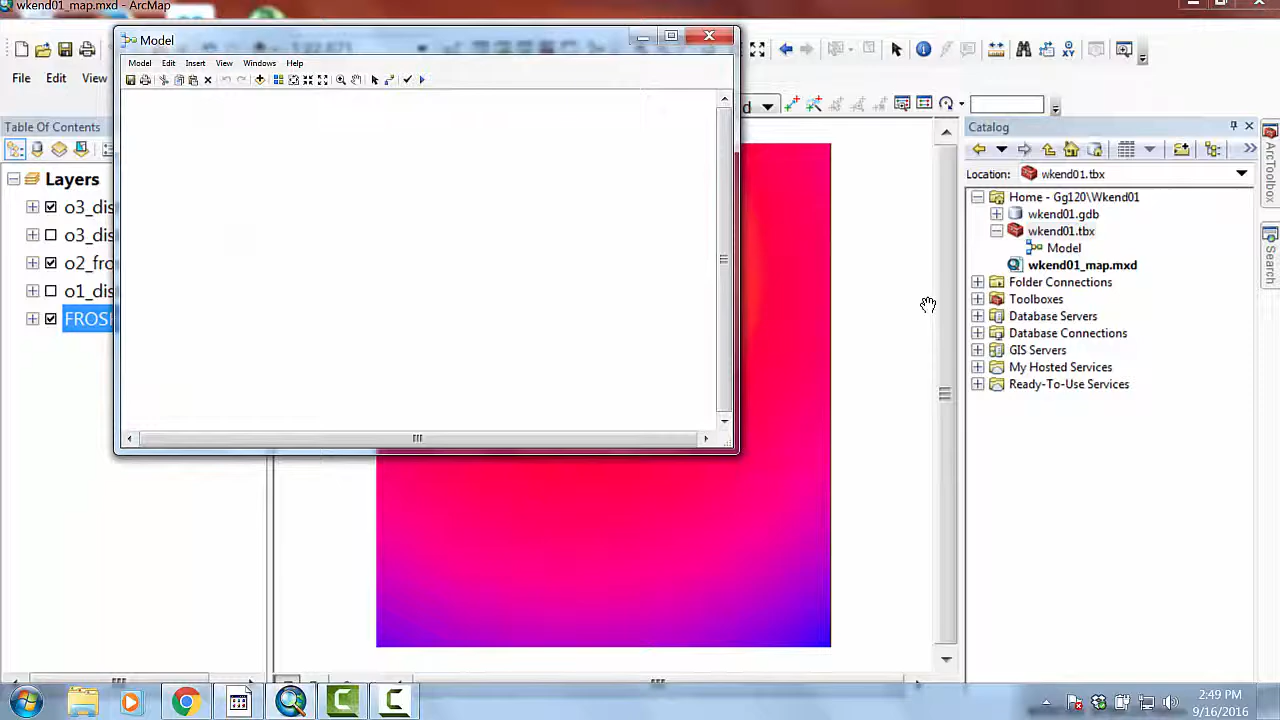 wkend01_map.mxd - ArcMap
Model
Model Edit Insert View Windows Help
File Edit View
Table Of Contents
Layers
o3_dis
o3_dis
o2_fro
o1_dis
FROS
d
Catalog
Location: wkend01.tbx
Home - Gg120\Wkend01
wkend01.gdb
wkend01.tbx
Model
wkend01_map.mxd
Folder Connections
Toolboxes
Database Servers
Database Connections
GIS Servers
My Hosted Services
Ready-To-Use Services
ArcToolbox
Search
XY
2:49 PM
9/16/2016